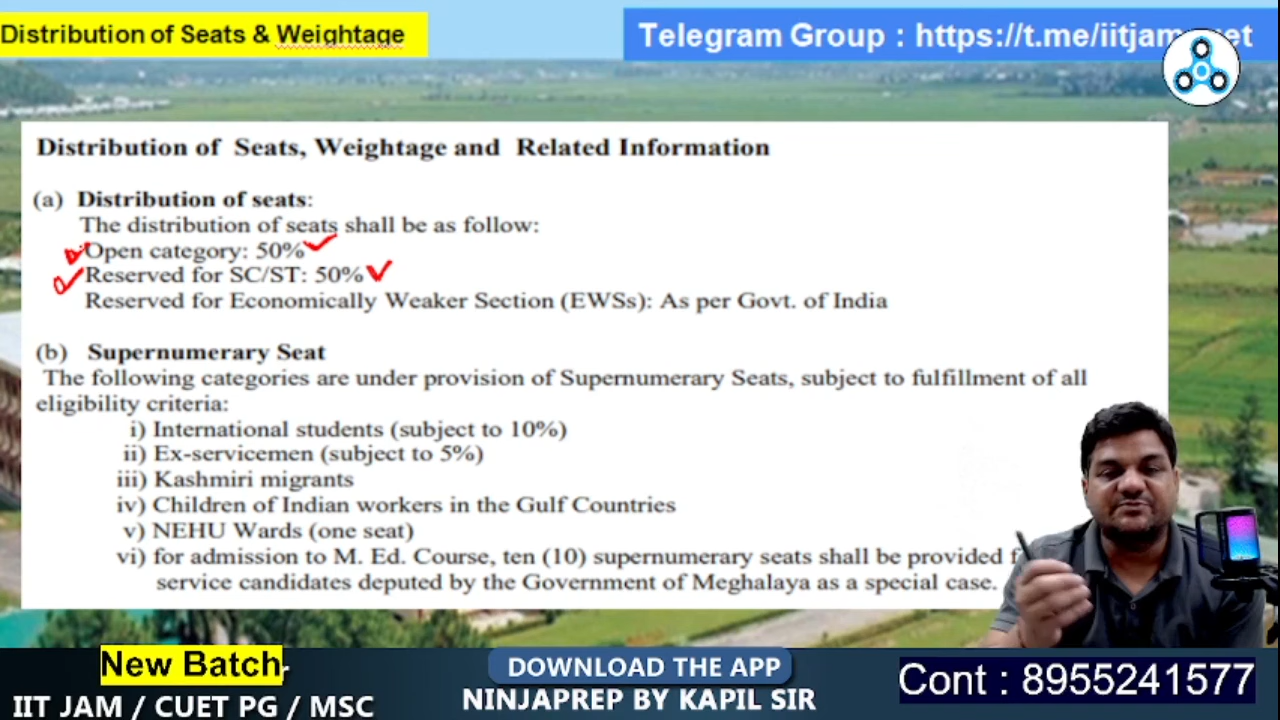 Distribution of Seats & Weightage
Telegram Group : https://t.me/iitjam
Distribution of Seats, Weightage and Related Information
(a) Distribution of seats:
The distribution of seats shall be as follow:
Open category: 50%
Reserved for SC/ST: 50%
Reserved for Economically Weaker Section (EWSs): As per Govt. of India
(b) Supernumerary Seat
The following categories are under provision of Supernumerary Seats, subject to fulfillment of all
eligibility criteria:
i) International students (subject to 10%)
ii) Ex-servicemen (subject to 5%)
iii) Kashmiri migrants
iv) Children of Indian workers in the Gulf Countries
v) NEHU Wards (one seat)
vi) for admission to M. Ed. Course, ten (10) supernumerary seats shall be provided
service candidates deputed by the Government of Meghalaya as a special case.
New Batch
IIT JAM / CUET PG / MSC
DOWNLOAD THE APP
NINJAPREP BY KAPIL SIR
Cont : 8955241577